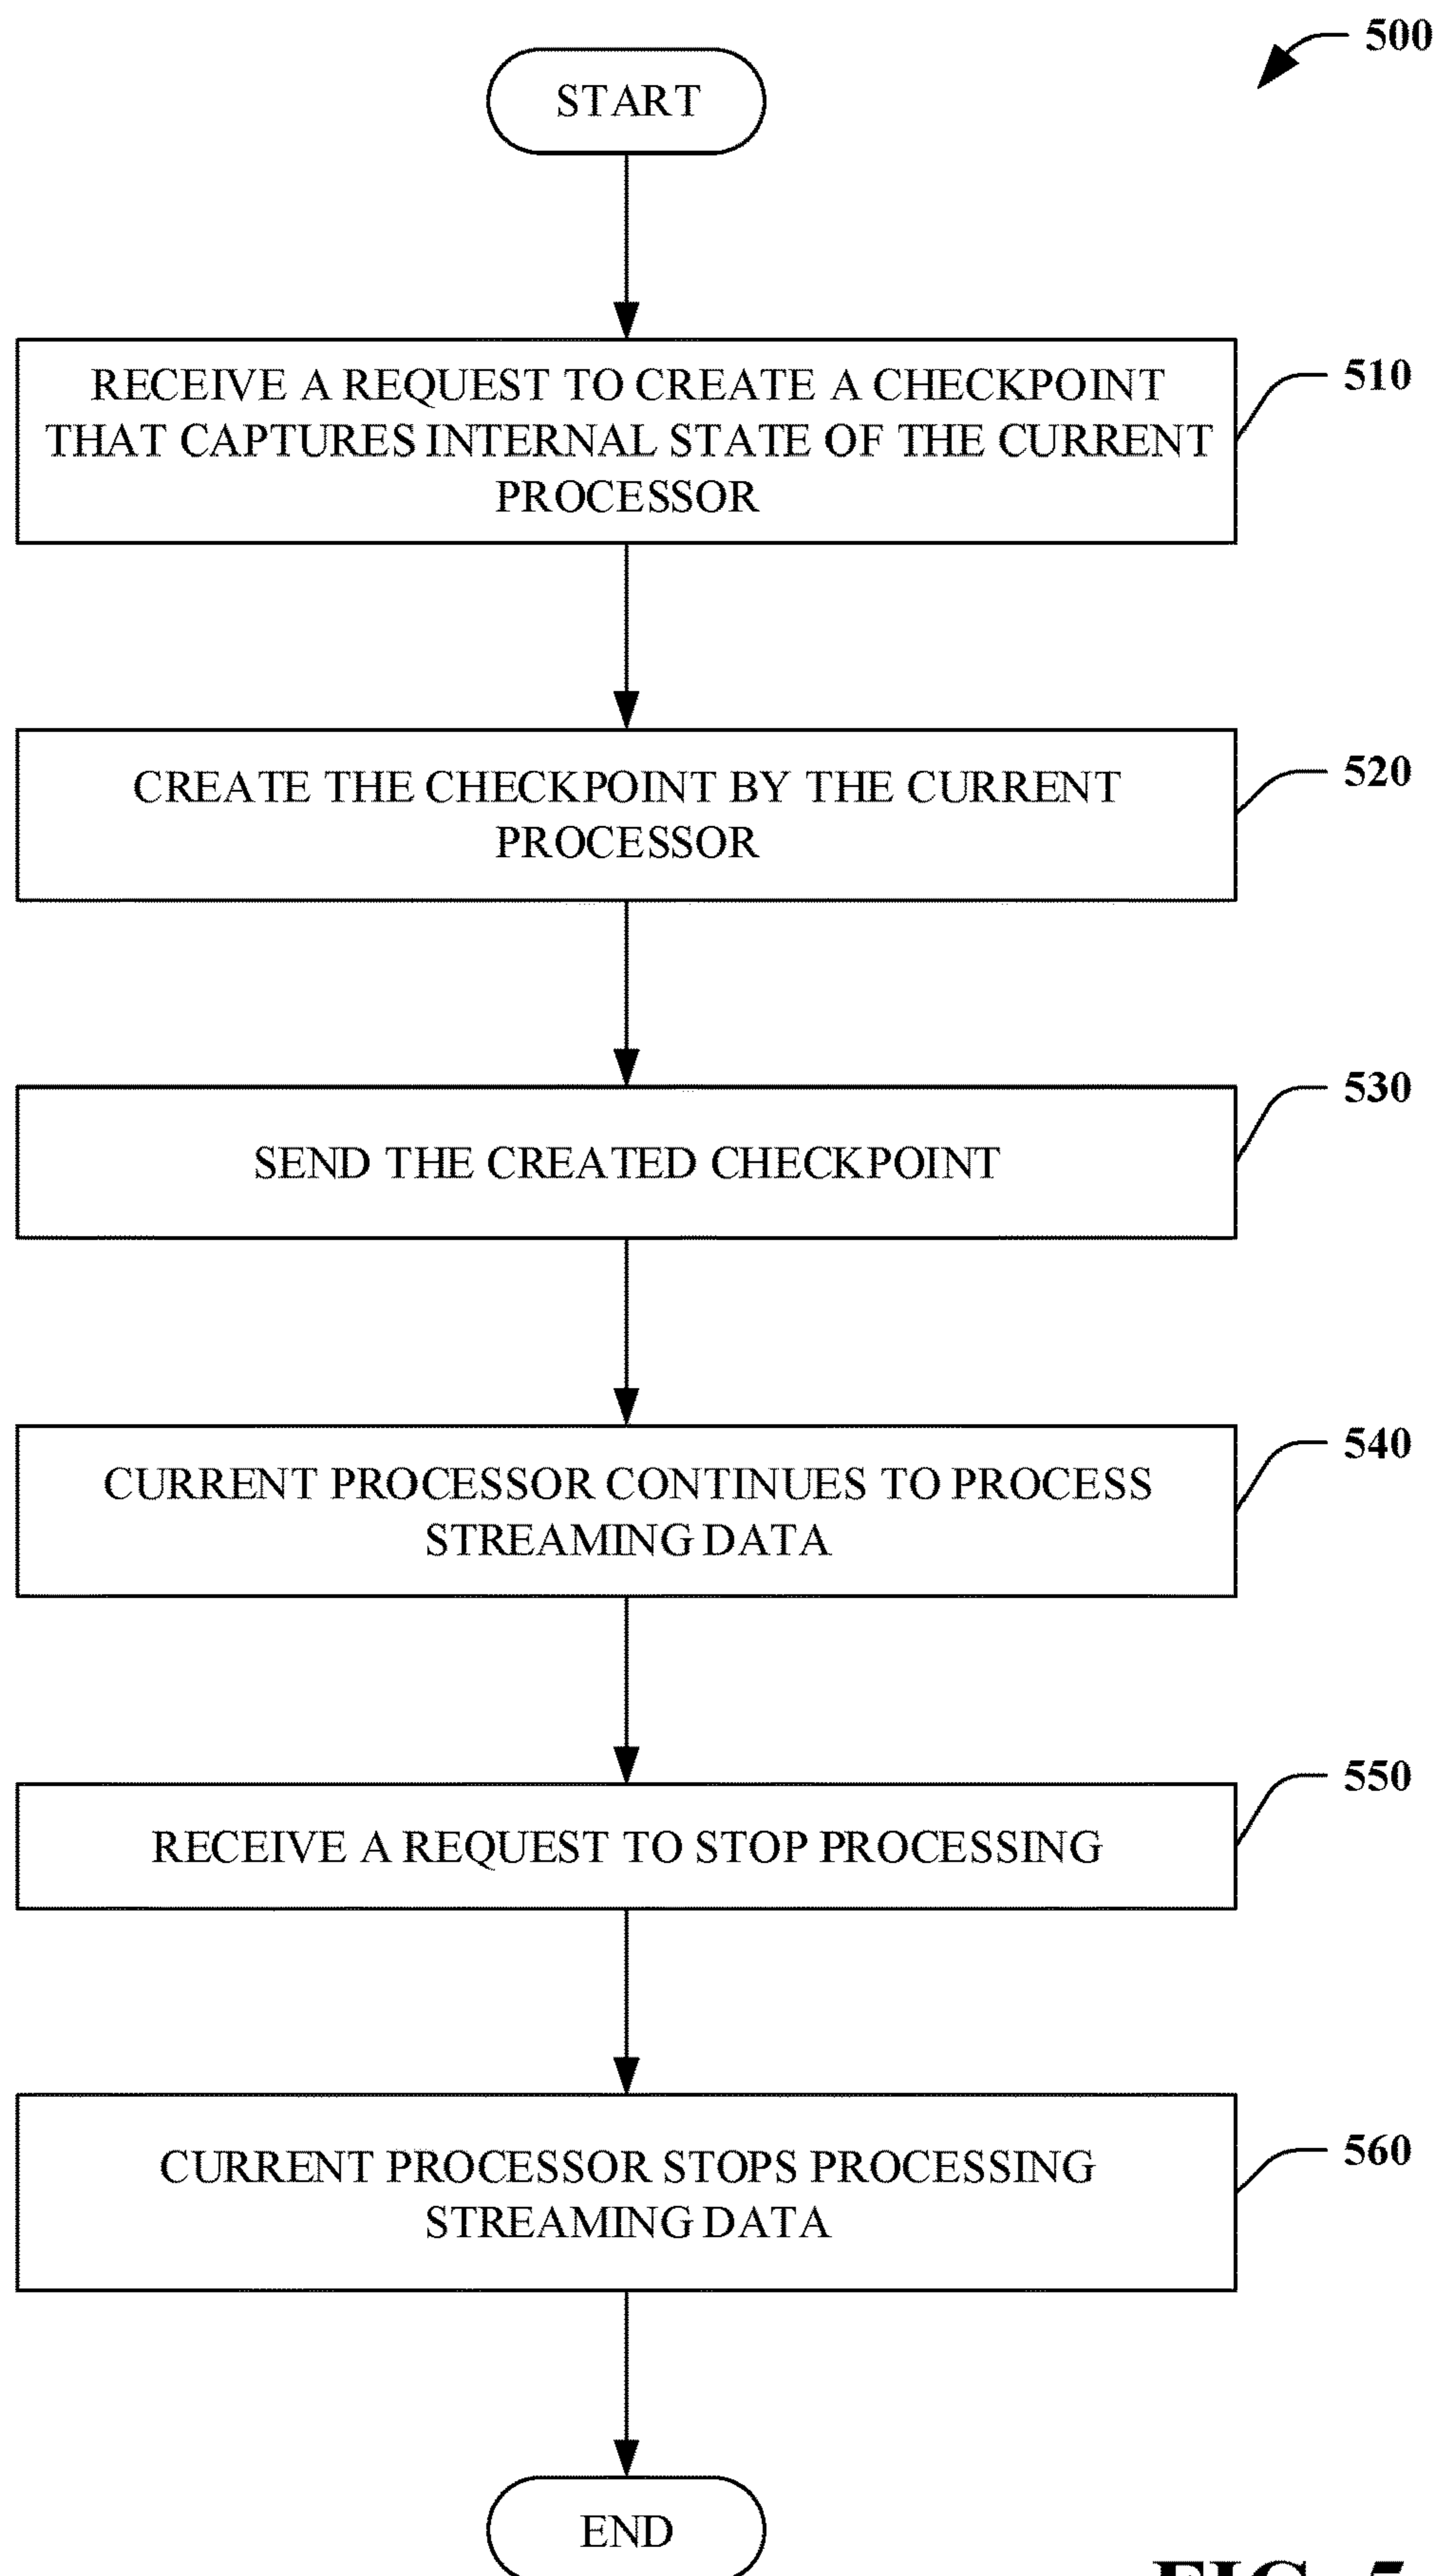 500
START
RECEIVE A REQUEST TO CREATE A CHECKPOINT
THAT CAPTURES INTERNAL STATE OF THE CURRENT
PROCESSOR
510
CREATE THE CHECKPOINT BY THE CURRENT
PROCESSOR
520
SEND THE CREATED CHECKPOINT
530
CURRENT PROCESSOR CONTINUES TO PROCESS
STREAMING DATA
540
RECEIVE A REQUEST TO STOP PROCESSING
550
CURRENT PROCESSOR STOPS PROCESSING
STREAMING DATA
560
END